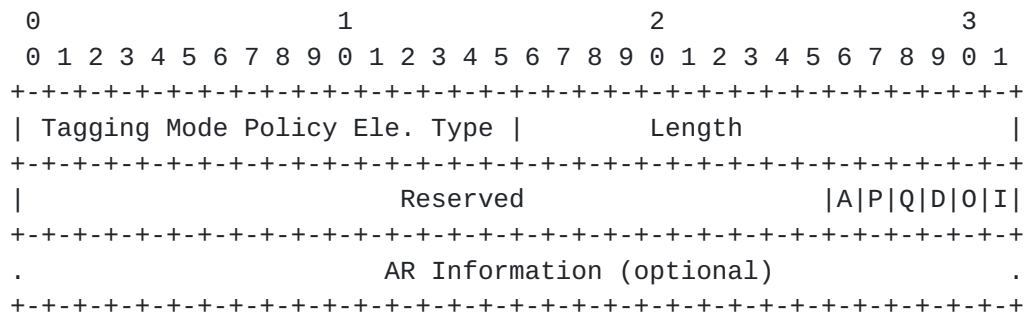 0                   1                   2                   3
 0 1 2 3 4 5 6 7 8 9 0 1 2 3 4 5 6 7 8 9 0 1 2 3 4 5 6 7 8 9 0 1
+-+-+-+-+-+-+-+-+-+-+-+-+-+-+-+-+-+-+-+-+-+-+-+-+-+-+-+-+-+-+-+-+
| Tagging Mode Policy Ele. Type |        Length                 |
+-+-+-+-+-+-+-+-+-+-+-+-+-+-+-+-+-+-+-+-+-+-+-+-+-+-+-+-+-+-+-+-+
|                        Reserved                   |A|P|Q|D|O|I|
+-+-+-+-+-+-+-+-+-+-+-+-+-+-+-+-+-+-+-+-+-+-+-+-+-+-+-+-+-+-+-+-+
.                       AR Information (optional)               .
+-+-+-+-+-+-+-+-+-+-+-+-+-+-+-+-+-+-+-+-+-+-+-+-+-+-+-+-+-+-+-+-+